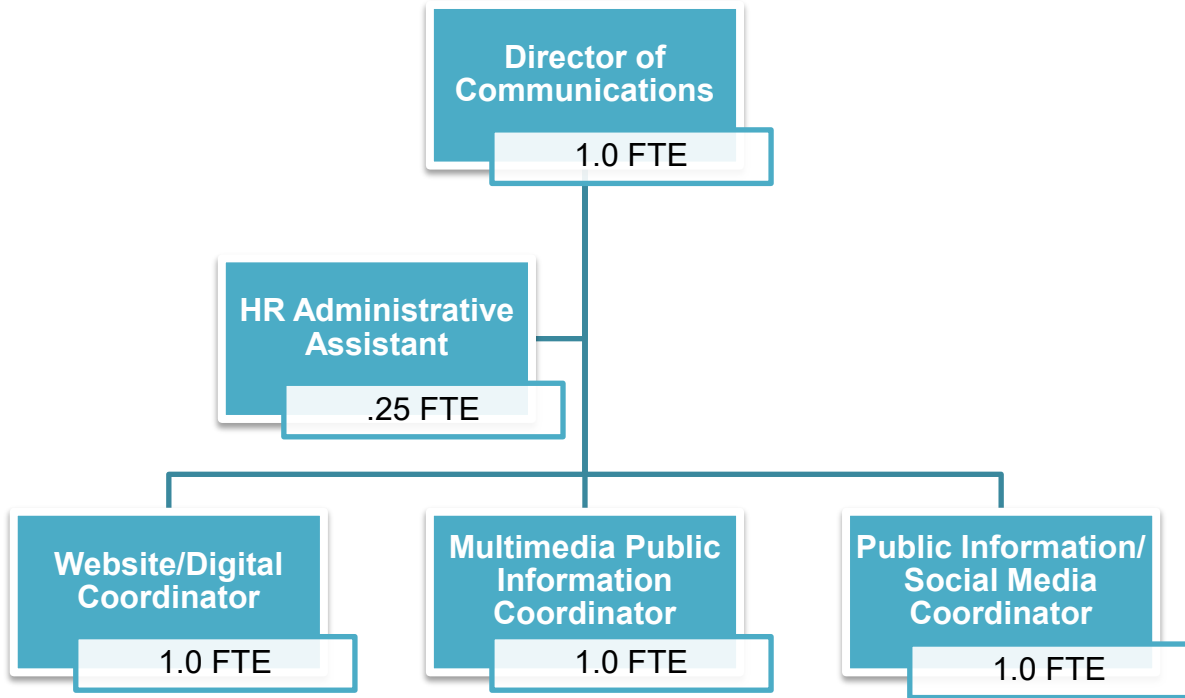 Director of
Communications
1.0 FTE
HR Administrative
Assistant
.25 FTE
Website/Digital
Coordinator
1.0 FTE
Multimedia Public
Information
Coordinator
1.0 FTE
Public Information/
Social Media
Coordinator
1.0 FTE